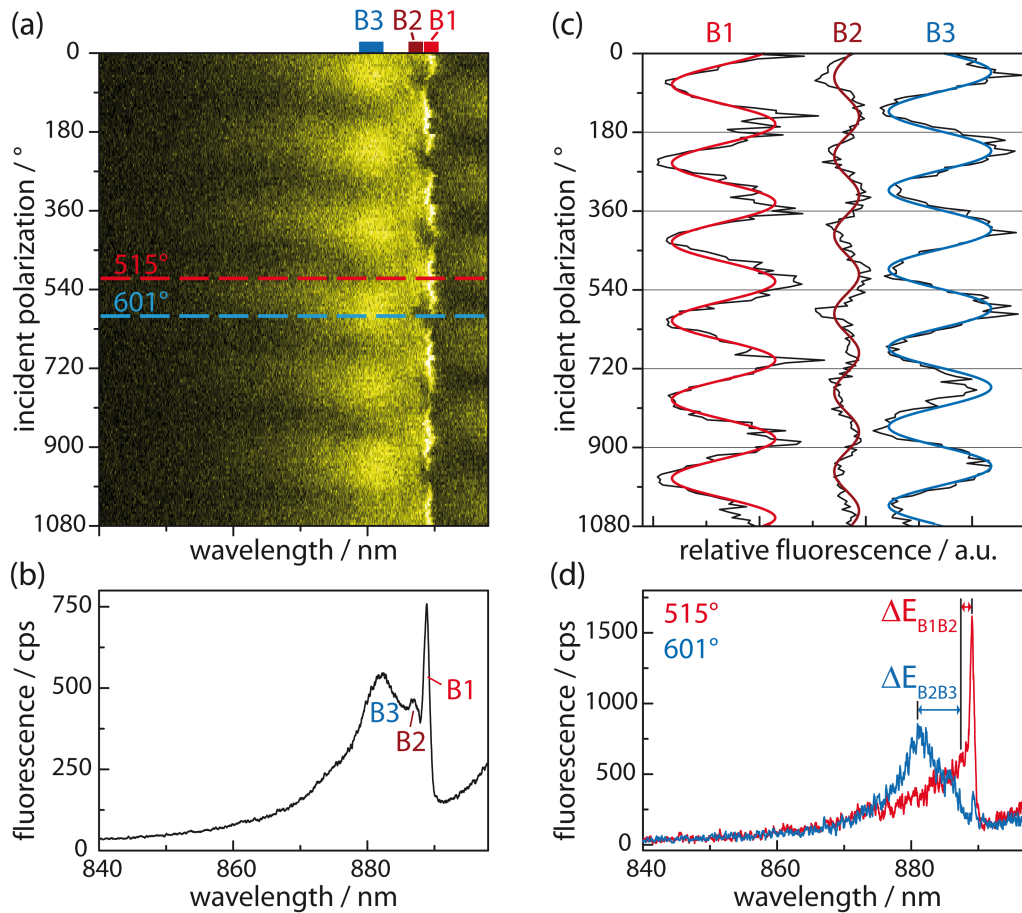 (a)
B3 B2 B1
0
180
360
515°
540
601°
720
900
1080
incident polarization / °
wavelength / nm
(c)
B1 B2 B3
0
180
360
540
720
900
1080
incident polarization / °
relative fluorescence / a.u.
(b)
750
500
250
0
fluorescence / cps
B3
B2
B1
840 860 880
wavelength / nm
(d)
515°
601°
ΔE_B1B2
ΔE_B2B3
1500
1000
500
0
fluorescence / cps
840 860 880
wavelength / nm